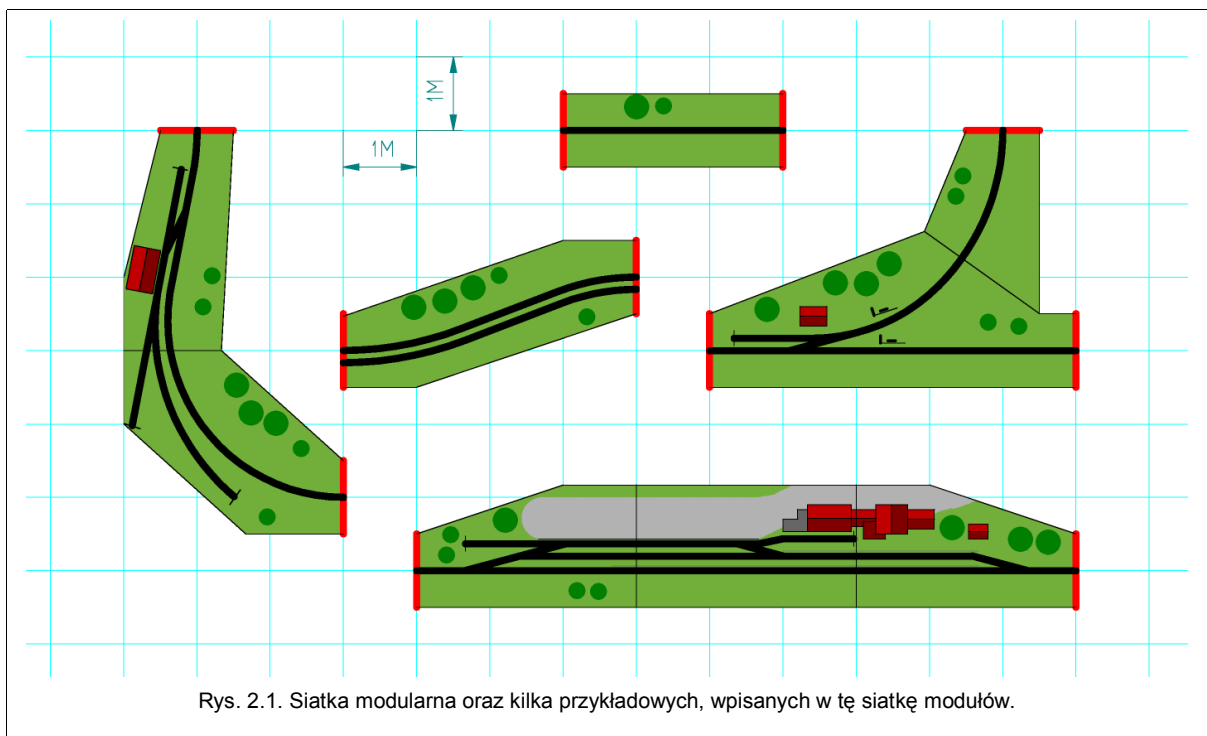 1M
1M
Rys. 2.1. Siatka modularna oraz kilka przykładowych, wpisanych w tę siatkę modułów.